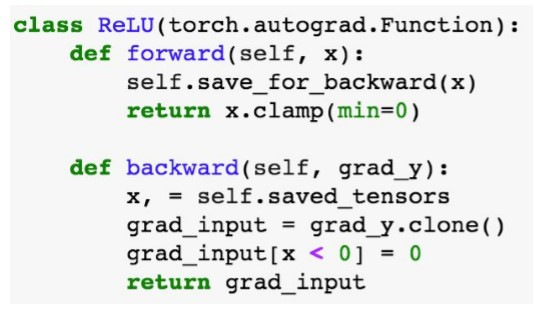 class ReLU(torch.autograd.Function):
    def forward(self, x):
        self.save_for_backward(x)
        return x.clamp(min=0)

    def backward(self, grad_y):
        x, = self.saved_tensors
        grad_input = grad_y.clone()
        grad_input[x < 0] = 0
        return grad_input